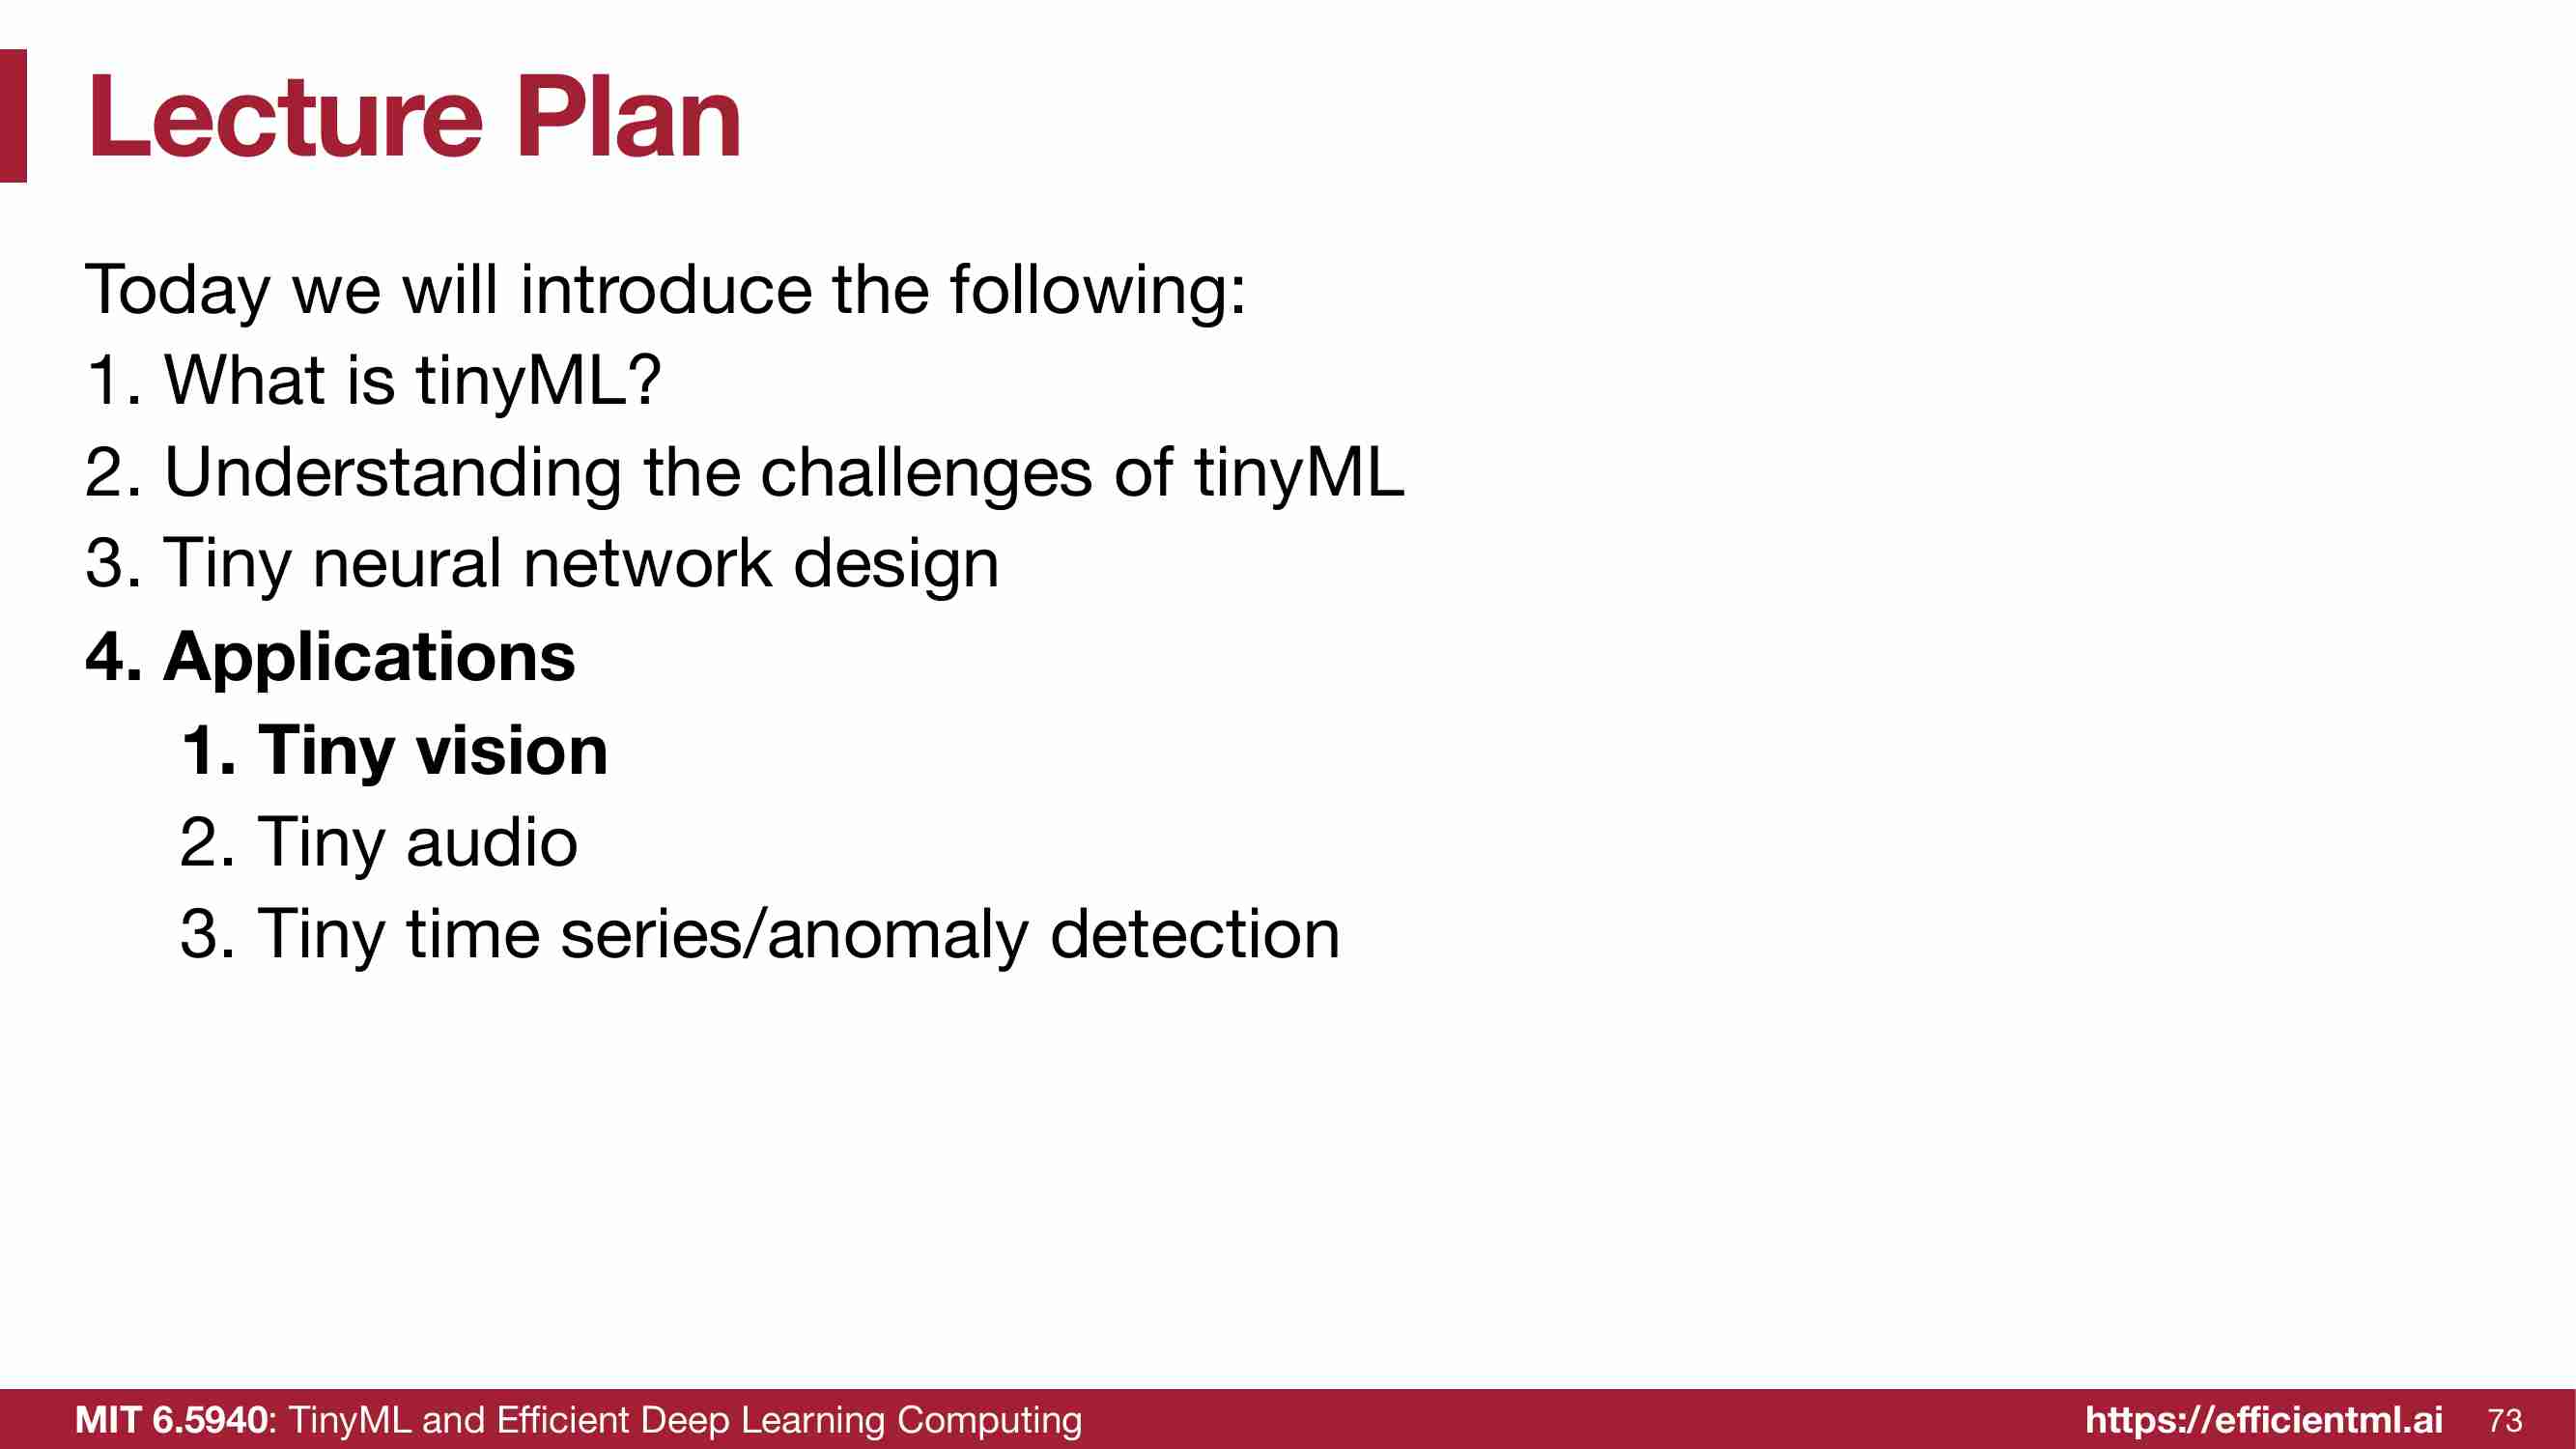 Lecture Plan
Today we will introduce the following:
1. What is tinyML?
2. Understanding the challenges of tinyML
3. Tiny neural network design
4. Applications
1. Tiny vision
2. Tiny audio
3. Tiny time series/anomaly detection
MIT 6.5940: TinyML and Efficient Deep Learning Computing
https://efficientml.ai
73